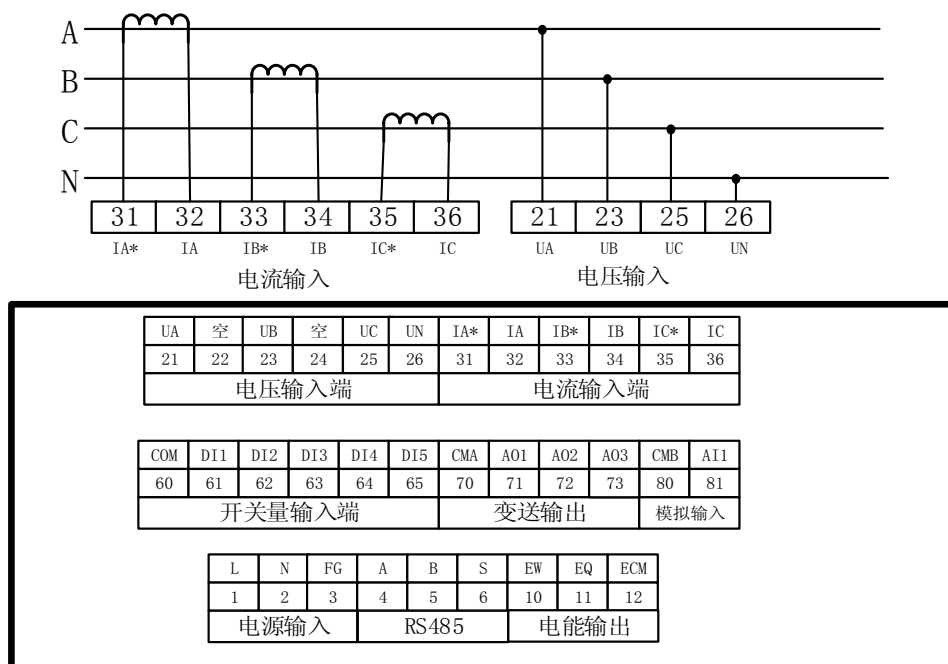 A
B
C
N
31 32 33 34 35 36 21 23 25 26
IA* IA IB* IB IC* IC UA UB UC UN
电流输入 电压输入
UA 空 UB 空 UC UN IA* IA IB* IB IC* IC
21 22 23 24 25 26 31 32 33 34 35 36
电压输入端 电流输入端
COM DI1 DI2 DI3 DI4 DI5 CMA AO1 AO2 AO3 CMB AI1
60 61 62 63 64 65 70 71 72 73 80 81
开关量输入端 变送输出 模拟输入
L N FG A B S EW EQ ECM
1 2 3 4 5 6 10 11 12
电源输入 RS485 电能输出